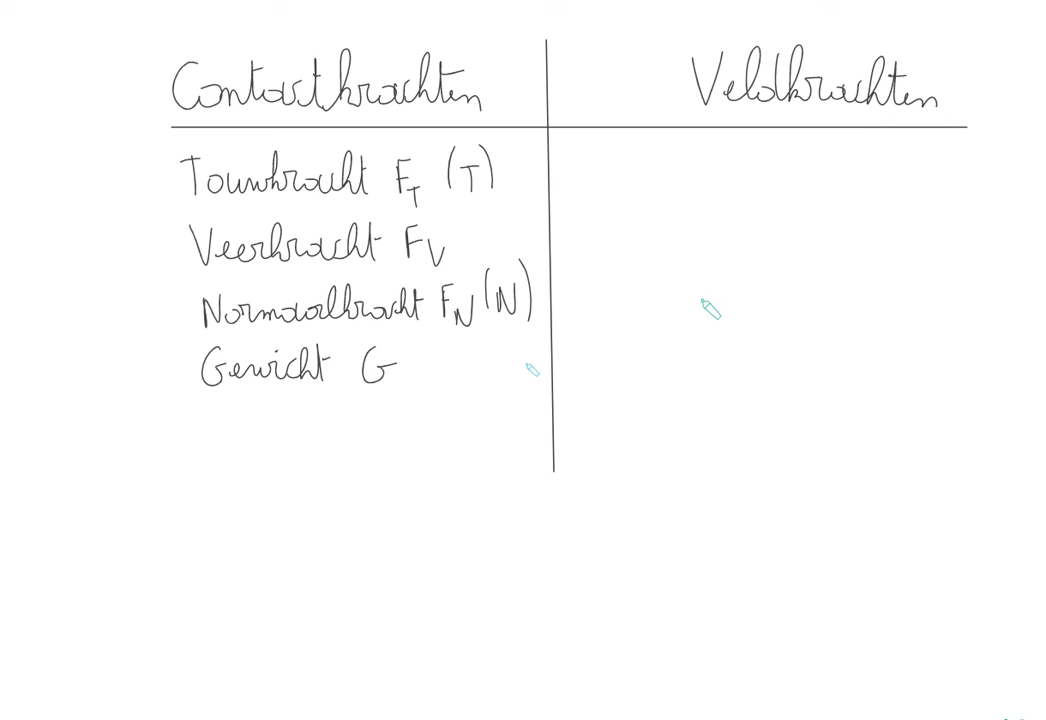 Contactkrachten
Veldkrachten
Touwkracht F_T (T)
Veerkracht F_V
Normaalkracht F_N (N)
Gewicht G